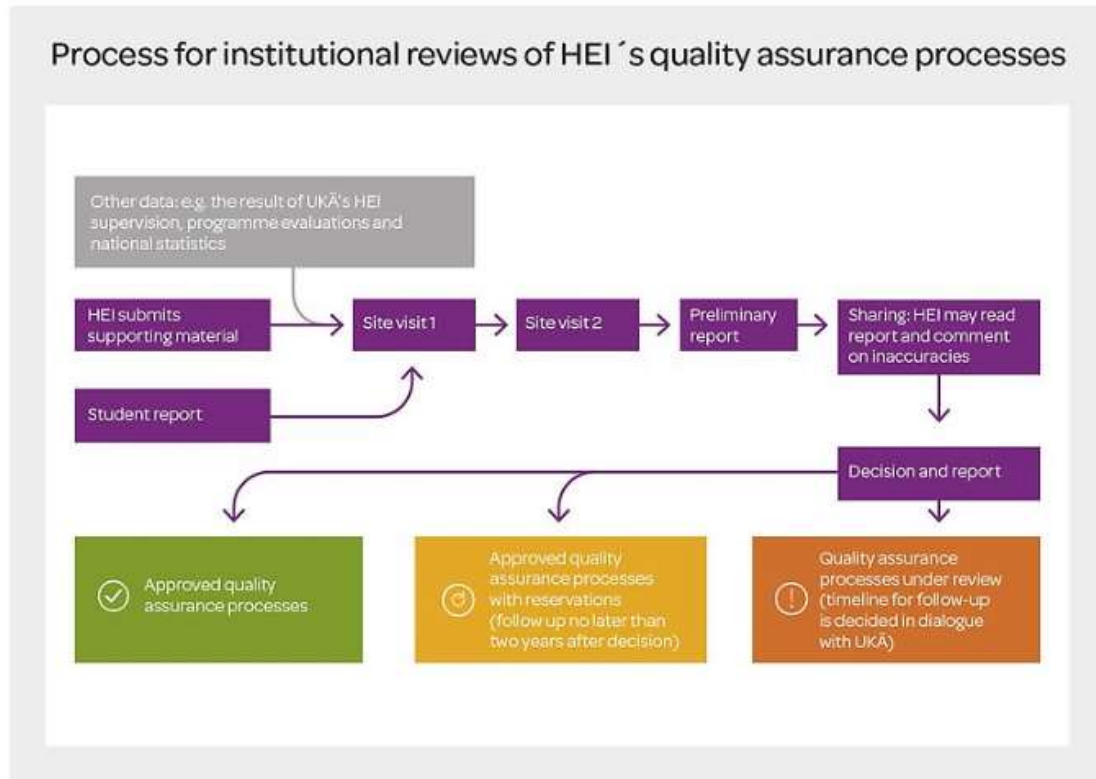 Process for institutional reviews of HEI´s quality assurance processes
Other data: e.g. the result of UKÄ's HEI
supervision, programme evaluations and
national statistics
HEI submits
supporting material
Site visit 1
Site visit 2
Preliminary
report
Sharing: HEI may read
report and comment
on inaccuracies
Student report
Decision and report
Approved quality
assurance processes
Approved quality
assurance processes
with reservations
(follow up no later than
two years after decision)
Quality assurance
processes under review
(timeline for follow-up
is decided in dialogue
with UKÄ)